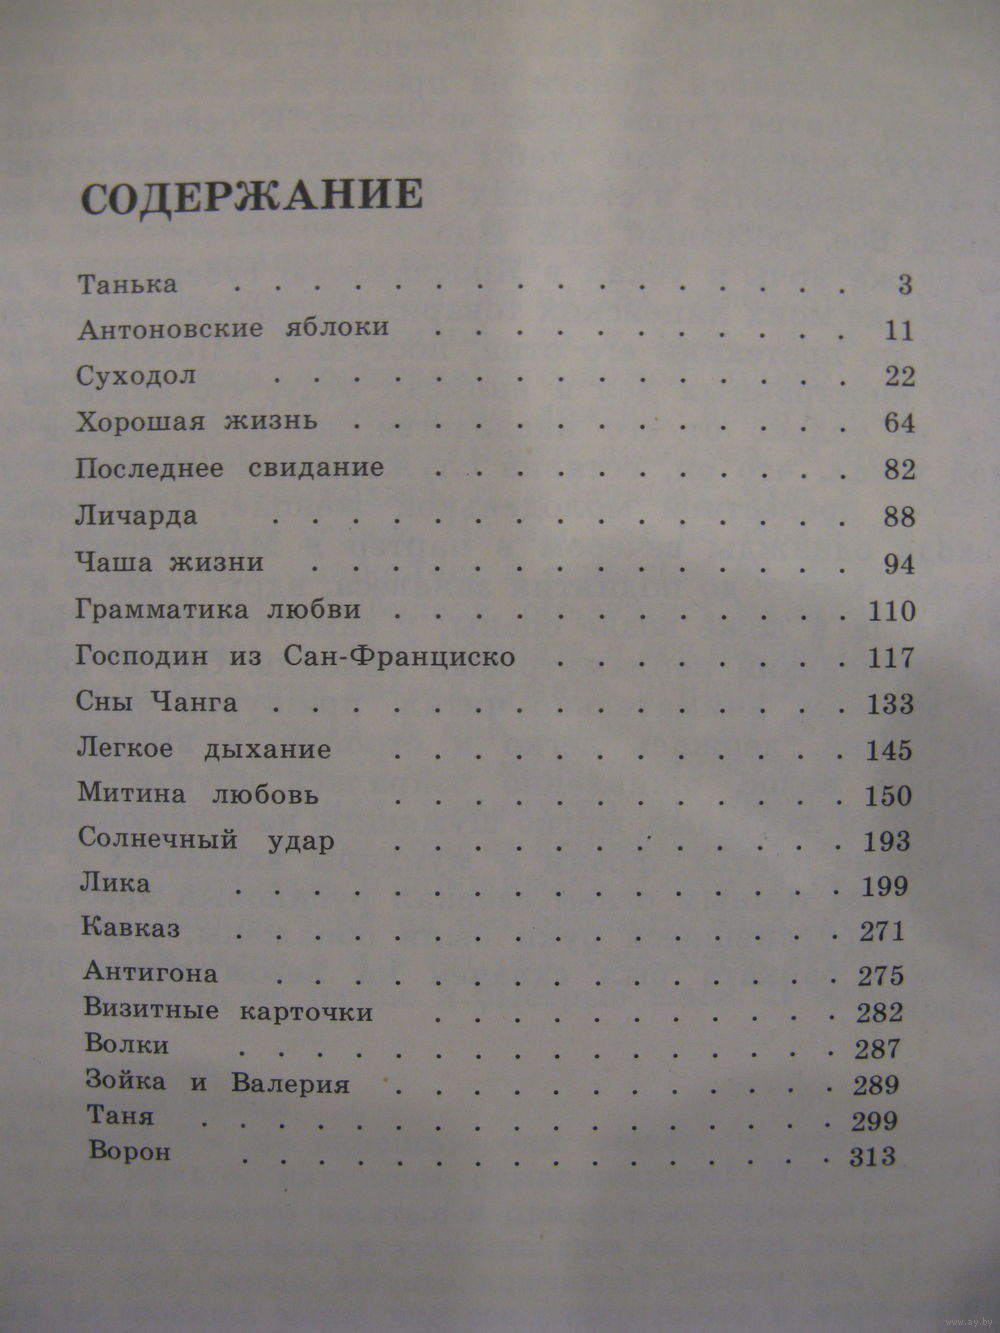 СОДЕРЖАНИЕ
Танька . . . . . . . . . . . . . . . . 3
Антоновские яблоки . . . . . . . . . . . 11
Суходол . . . . . . . . . . . . . . . 22
Хорошая жизнь . . . . . . . . . . . . . 64
Последнее свидание . . . . . . . . . . . 82
Личарда . . . . . . . . . . . . . . . 88
Чаша жизни . . . . . . . . . . . . . . 94
Грамматика любви . . . . . . . . . . . . 110
Господин из Сан-Франциско . . . . . . . . 117
Сны Чанга . . . . . . . . . . . . . . . 133
Легкое дыхание . . . . . . . . . . . . 145
Митина любовь . . . . . . . . . . . . 150
Солнечный удар . . . . . . . . . . . . 193
Лика . . . . . . . . . . . . . . . . 199
Кавказ . . . . . . . . . . . . . . . . 271
Антигона . . . . . . . . . . . . . . . 275
Визитные карточки . . . . . . . . . . . 282
Волки . . . . . . . . . . . . . . . . 287
Зойка и Валерия . . . . . . . . . . . . 289
Таня . . . . . . . . . . . . . . . . . 299
Ворон . . . . . . . . . . . . . . . . 313
www.ay.by